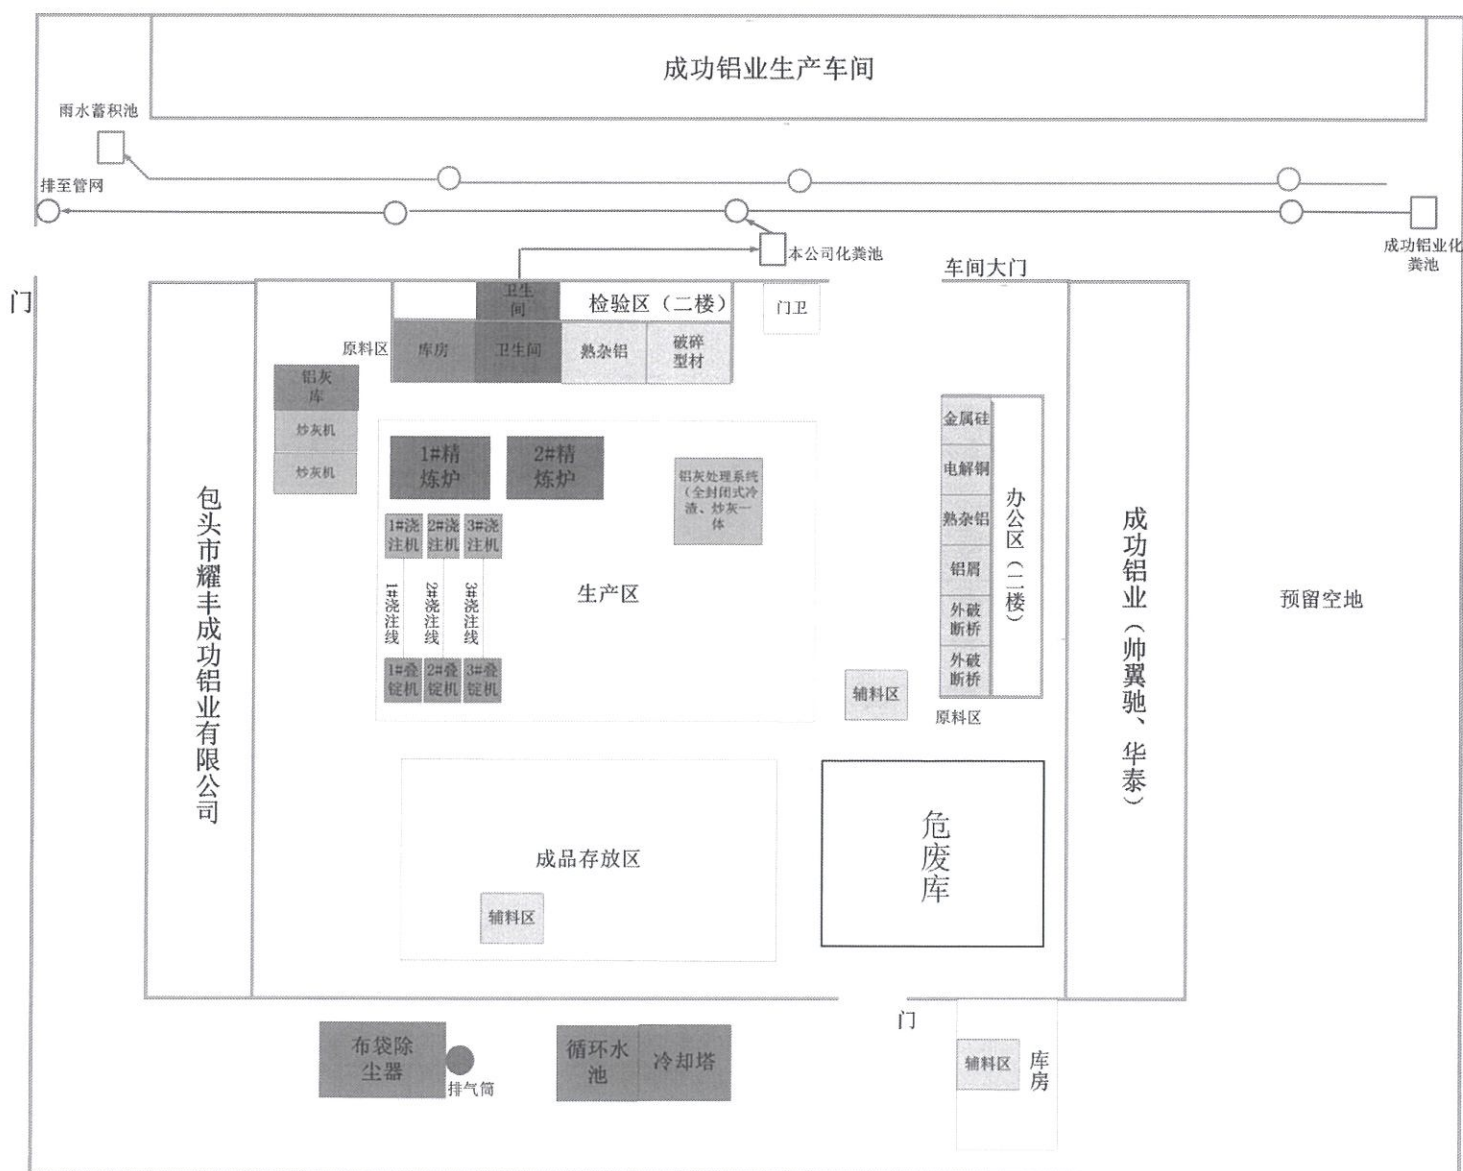 成功铝业生产车间
雨水蓄积池
排至管网
本公司化粪池
成功铝业化
粪池
车间大门
门
卫生
间
检验区（二楼）
门卫
原料区
库房
卫生间
熟杂铝
破碎
型材
铝灰
库
炒灰机
炒灰机
1#精
炼炉
2#精
炼炉
铝灰处理系统
（全封闭式冷
渣、炒灰一
体
1#浇
注机
2#浇
注机
3#浇
注机
1#浇注线
2#浇注线
3#浇注线
1#叠
锭机
2#叠
锭机
3#叠
锭机
生产区
金属硅
电解铜
熟杂铝
铝屑
外破
断桥
外破
断桥
办公区（二楼）
辅料区
原料区
包头市耀丰成功铝业有限公司
成功铝业（帅翼驰、华泰）
预留空地
成品存放区
辅料区
危废库
门
布袋除
尘器
排气筒
循环水
池
冷却塔
辅料区
库房